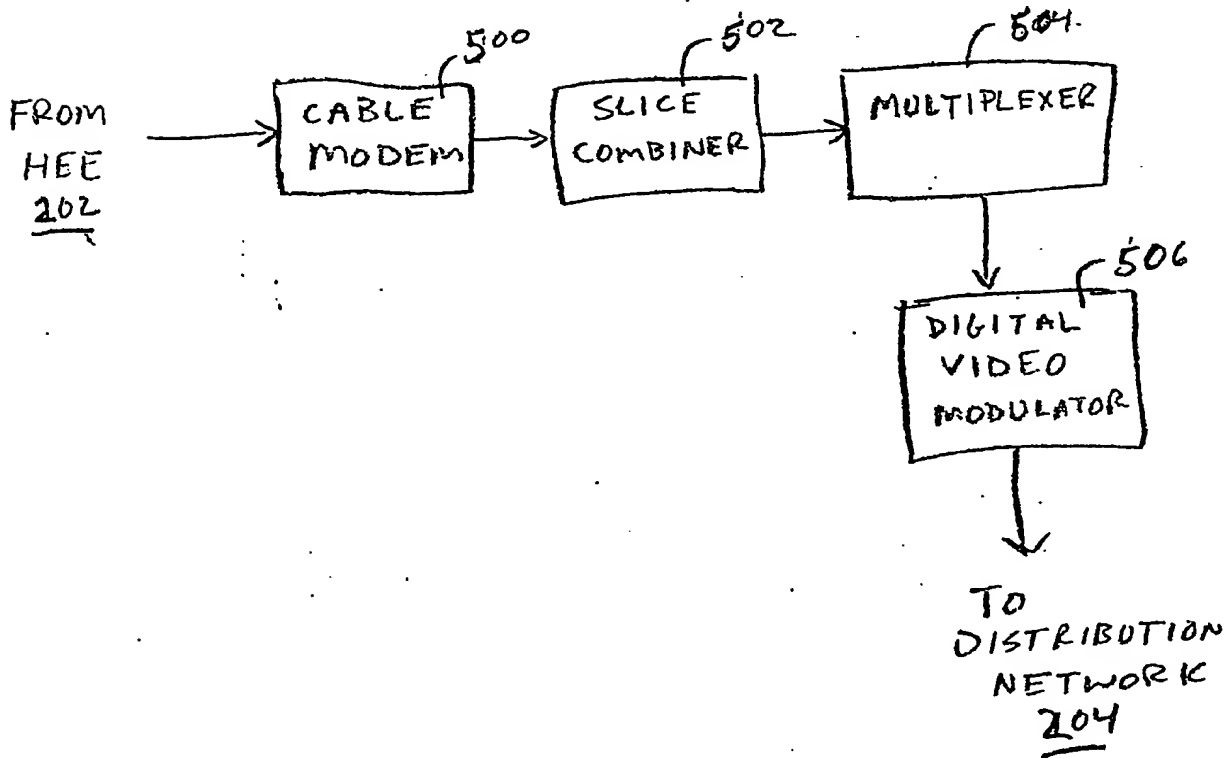 500
502
504.
FROM
HEE
202
CABLE
MODEM
SLICE
COMBINER
MULTIPLEXER
506
DIGITAL
VIDEO
MODULATOR
TO
DISTRIBUTION
NETWORK
204